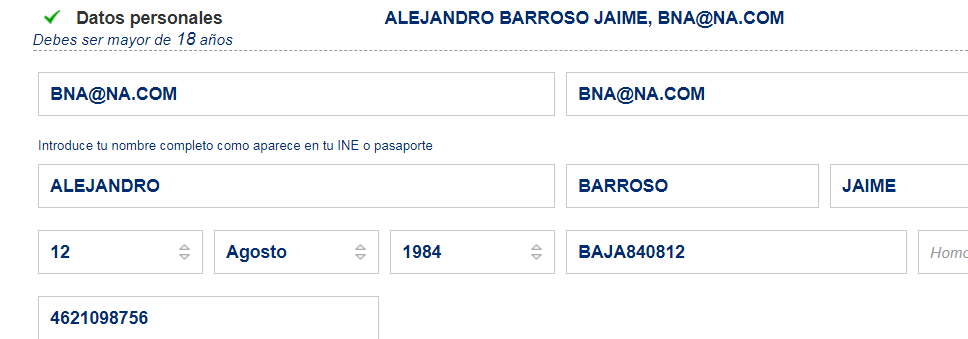 Datos personales ALEJANDRO BARROSO JAIME, BNA@NA.COM
Debes ser mayor de 18 años
BNA@NA.COM BNA@NA.COM
Introduce tu nombre completo como aparece en tu INE o pasaporte
ALEJANDRO BARROSO JAIME
12 Agosto 1984 BAJA840812
4621098756